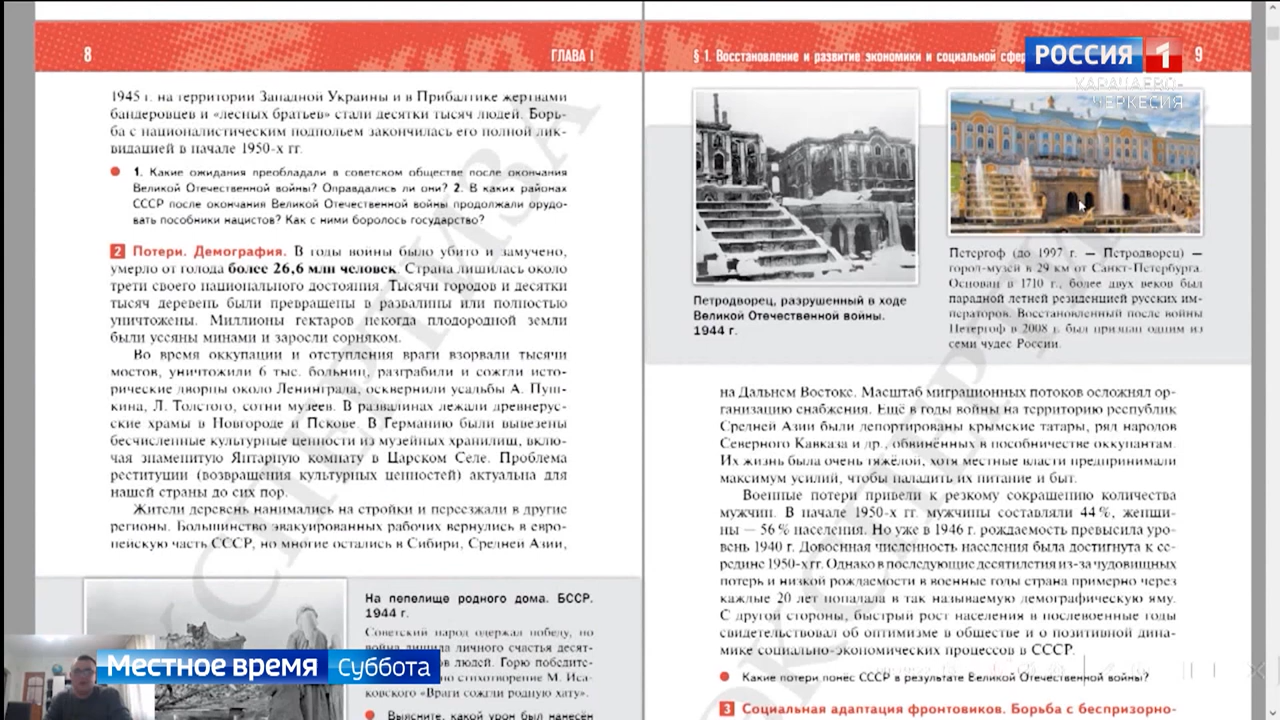 8
ГЛАВА I
1945 г. на территории Западной Украины и в Прибалтике жертвами
бандеровцев и «лесных братьев» стали десятки тысяч людей. Борь-
ба с националистическим подпольем закончилась его полной лик-
видацией в начале 1950-х гг.
1. Какие ожидания преобладали в советском обществе после окончания
Великой Отечественной войны? Оправдались ли они? 2. В каких районах
СССР после окончания Великой Отечественной войны продолжали орудо-
вать пособники нацистов? Как с ними боролось государство?
2 Потери. Демография. В годы войны было убито и замучено,
умерло от голода более 26,6 млн человек. Страна лишилась около
трети своего национального достояния. Тысячи городов и десятки
тысяч деревень были превращены в развалины или полностью
уничтожены. Миллионы гектаров некогда плодородной земли
были усеяны минами и заросли сорняком.
Во время оккупации и отступления враги взорвали тысячи
мостов, уничтожили 6 тыс. больниц, разграбили и сожгли исто-
рические дворцы около Ленинграда, осквернили усадьбы А. Пуш-
кина, Л. Толстого, сотни музеев. В развалинах лежали древнерус-
ские храмы в Новгороде и Пскове. В Германию были вывезены
бесчисленные культурные ценности из музейных хранилищ, вклю-
чая знаменитую Янтарную комнату в Царском Селе. Проблема
реституции (возвращения культурных ценностей) актуальна для
нашей страны до сих пор.
Жители деревень нанимались на стройки и переезжали в другие
регионы. Большинство эвакуированных рабочих вернулись в евро-
пейскую часть СССР, но многие остались в Сибири, Средней Азии,
На пепелище родного дома. БССР.
1944 г.
Советский народ одержал победу, но
война лишила личного счастья десят-
людей. Горю победите-
но стихотворение М. Иса-
ковского «Враги сожгли родную хату».
Выясните, какой урон был нанесён
§ 1. Восстановление и развитие экономики и социальной сфер
9
РОССИЯ 1
КАРАЧАЕВО-
ЧЕРКЕСИЯ
Петродворец, разрушенный в ходе
Великой Отечественной войны.
1944 г.
Петергоф (до 1997 г. — Петродворец) —
город-музей в 29 км от Санкт-Петербурга.
Основан в 1710 г., более двух веков был
парадной летней резиденцией русских им-
ператоров. Восстановленный после войны
Петергоф в 2008 г. был признан одним из
семи чудес России.
на Дальнем Востоке. Масштаб миграционных потоков осложнял ор-
ганизацию снабжения. Ещё в годы войны на территорию республик
Средней Азии были депортированы крымские татары, ряд народов
Северного Кавказа и др., обвинённых в пособничестве оккупантам.
Их жизнь была очень тяжёлой, хотя местные власти предпринимали
максимум усилий, чтобы наладить их питание и быт.
Военные потери привели к резкому сокращению количества
мужчин. В начале 1950-х гг. мужчины составляли 44 %, женщи-
ны — 56 % населения. Но уже в 1946 г. рождаемость превысила уро-
вень 1940 г. Довоенная численность населения была достигнута к се-
редине 1950-х гг. Однако в последующие десятилетия из-за чудовищных
потерь и низкой рождаемости в военные годы страна примерно через
каждые 20 лет попадала в так называемую демографическую яму.
С другой стороны, быстрый рост населения в послевоенные годы
свидетельствовал об оптимизме в обществе и о позитивной дина-
мике социально-экономических процессов в СССР.
Какие потери понёс СССР в результате Великой Отечественной войны?
3 Социальная адаптация фронтовиков. Борьба с беспризорно-
Местное время Суббота